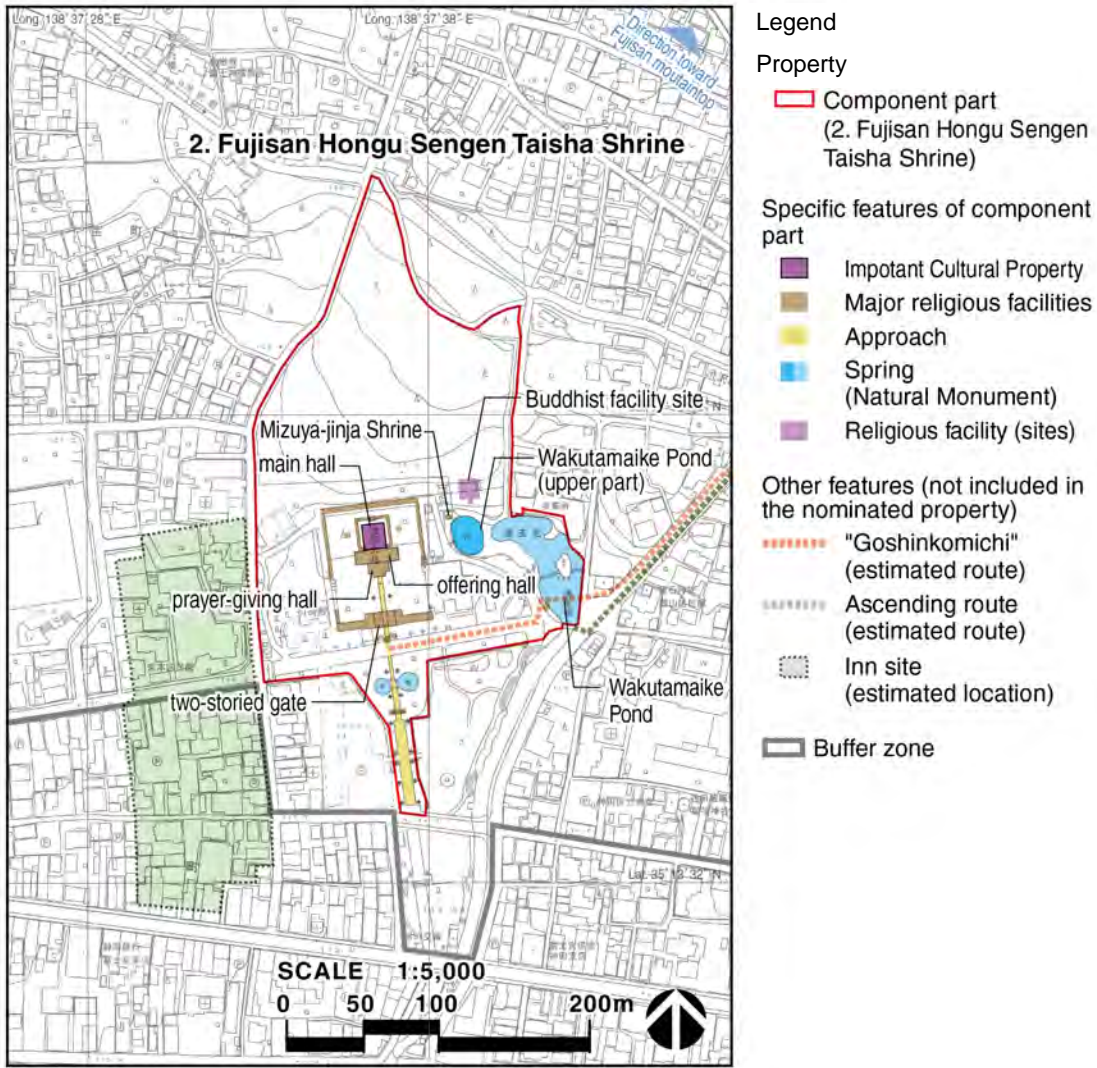 Long. 138° 37' 28" E
Long. 138° 37' 38" E
Direction toward
Fujisan moutaintop
2. Fujisan Hongu Sengen Taisha Shrine
Buddhist facility site
N
Mizuya-jinja Shrine
main hall
Wakutamaike Pond
(upper part)
offering hall
prayer-giving hall
two-storied gate
Wakutamaike
Pond
Lat. 35° 13' 32" N
SCALE 1:5,000
0 50 100 200m
Legend
Property
Component part
(2. Fujisan Hongu Sengen
Taisha Shrine)
Specific features of component
part
Impotant Cultural Property
Major religious facilities
Approach
Spring
(Natural Monument)
Religious facility (sites)
Other features (not included in
the nominated property)
"Goshinkomichi"
(estimated route)
Ascending route
(estimated route)
Inn site
(estimated location)
Buffer zone